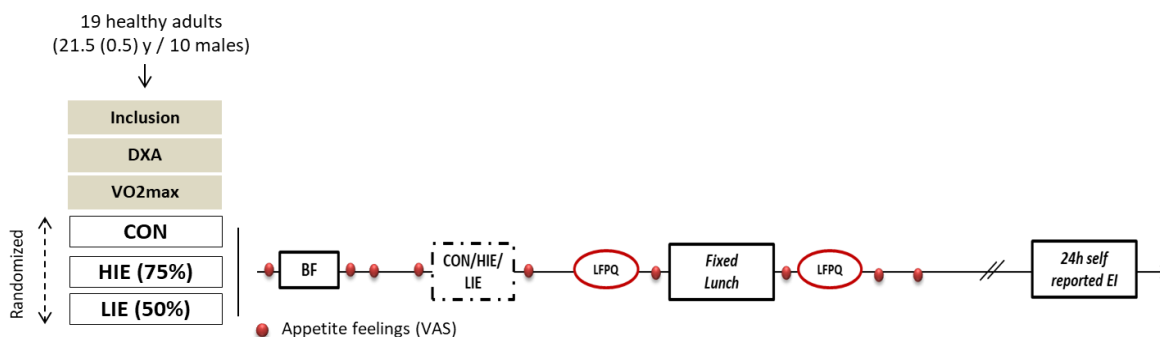 19 healthy adults
(21.5 (0.5) y / 10 males)
Inclusion
DXA
VO2max
Randomized
CON
HIE (75%)
LIE (50%)
BF
CON/HIE/
LIE
LFPQ
Fixed
Lunch
LFPQ
24h self
reported EI
Appetite feelings (VAS)